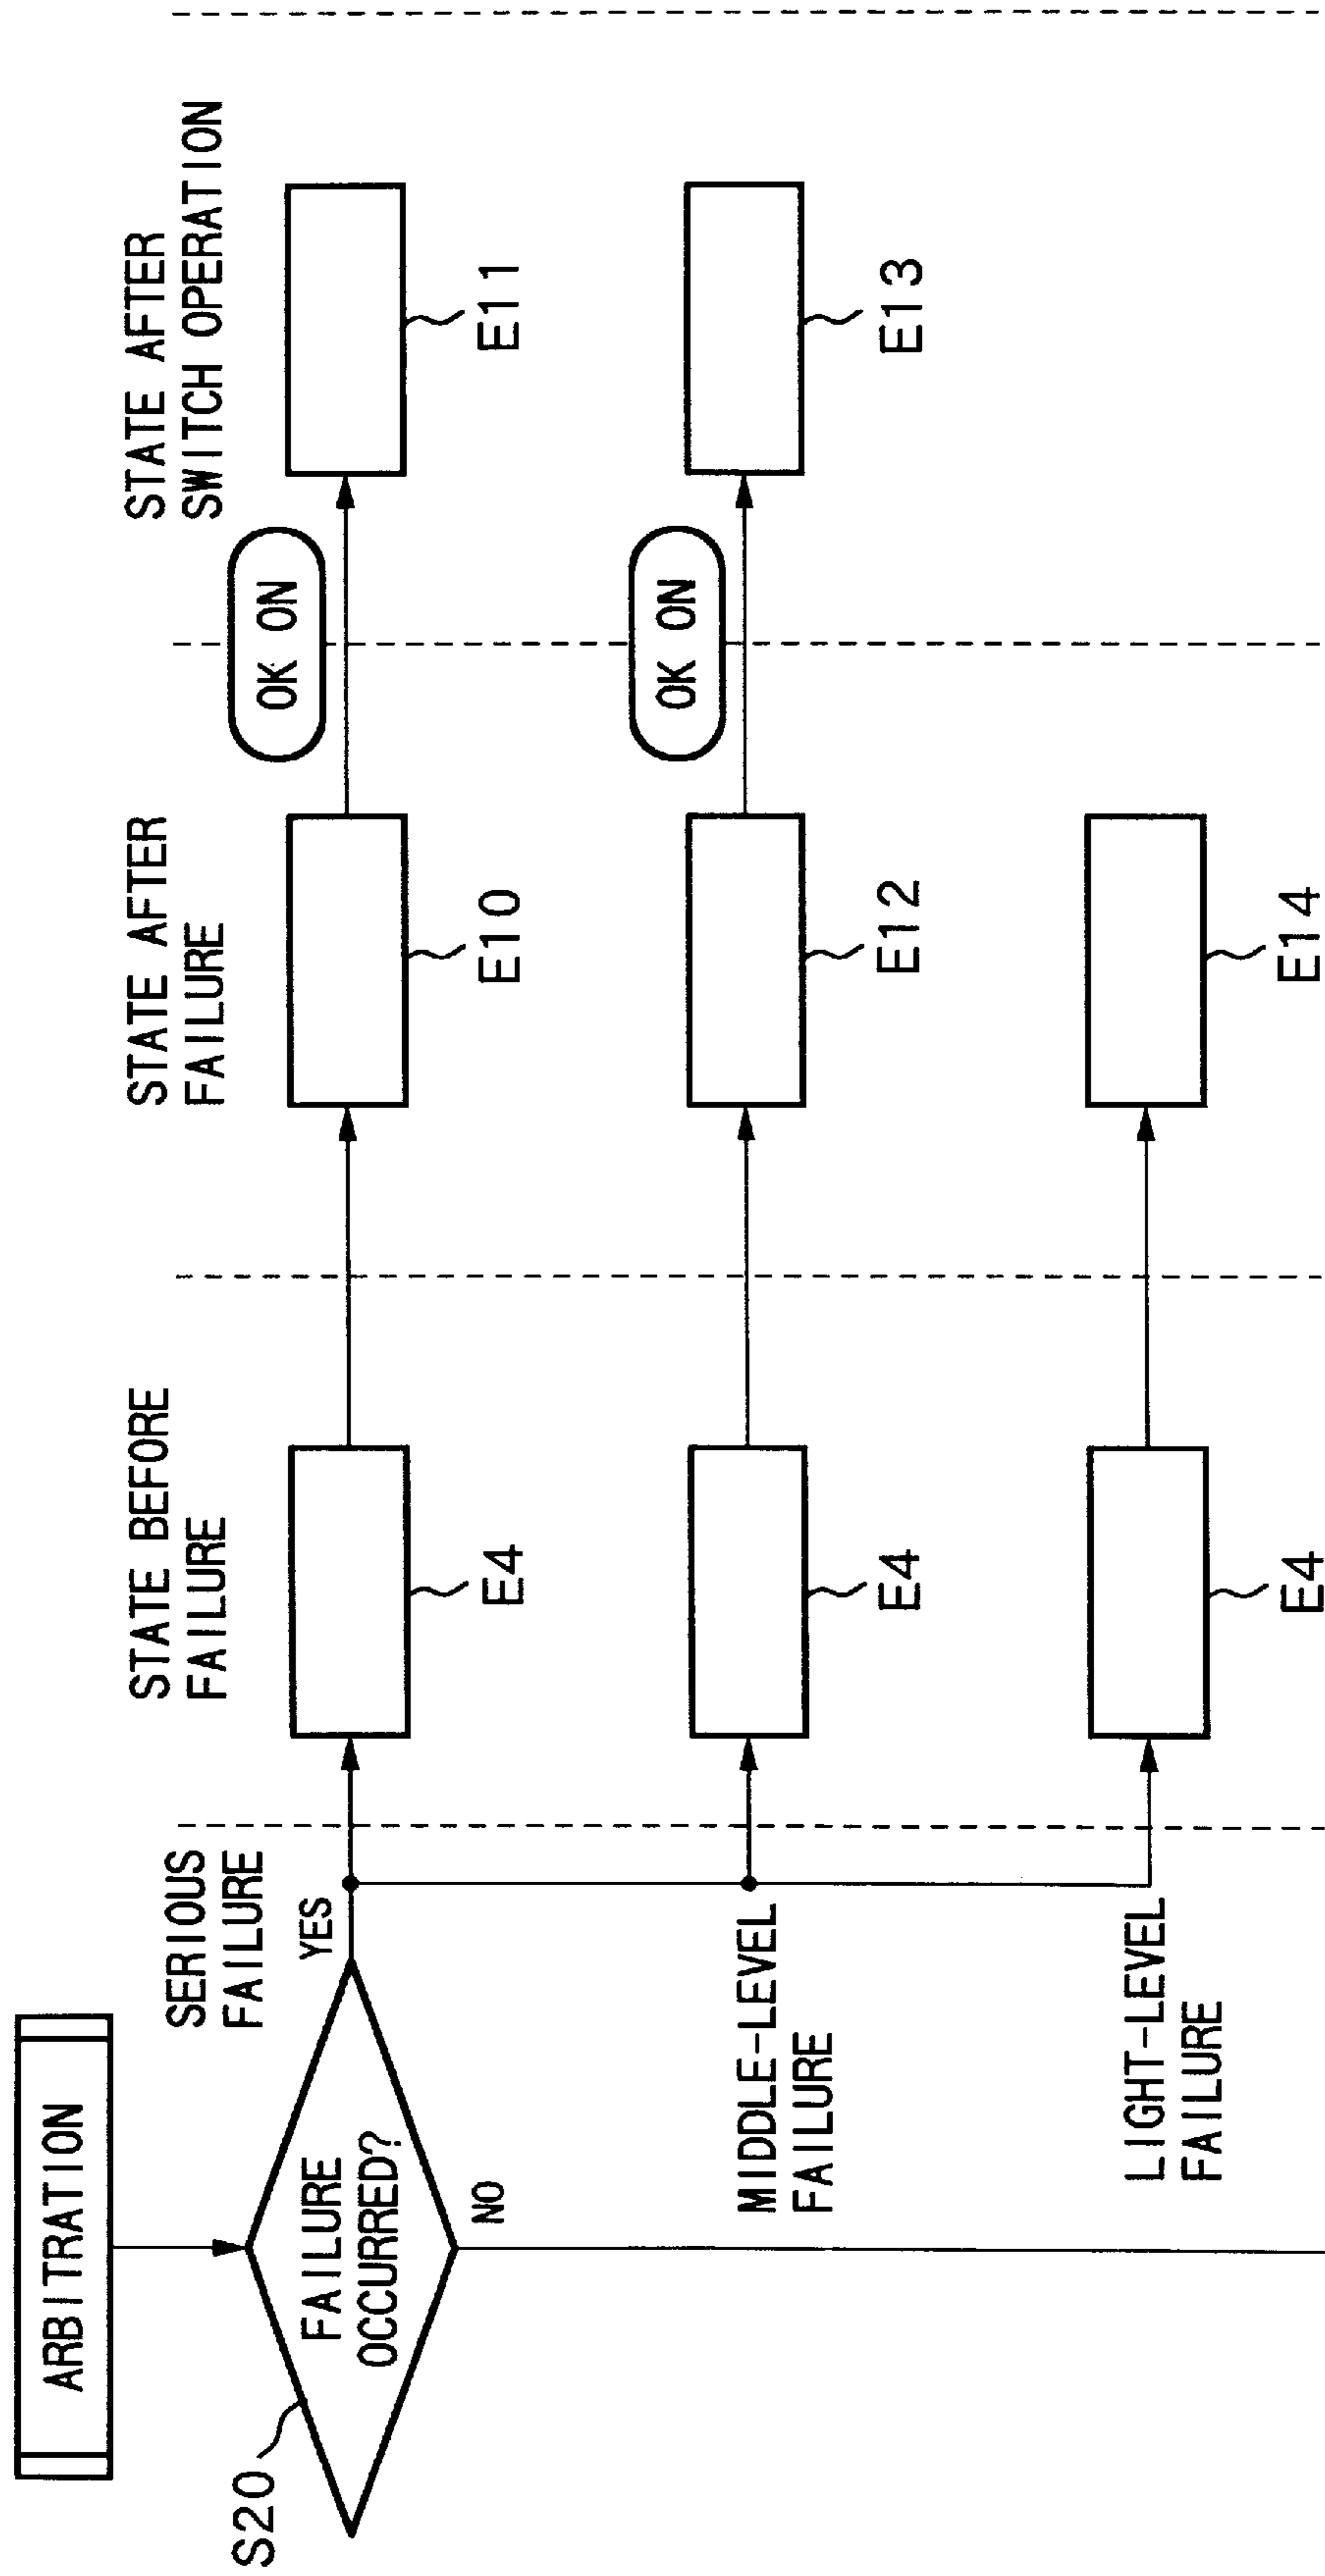 ARBITRATION
S20
FAILURE
OCCURRED?
YES
NO
SERIOUS
FAILURE
MIDDLE-LEVEL
FAILURE
LIGHT-LEVEL
FAILURE
STATE BEFORE
FAILURE
STATE AFTER
FAILURE
STATE AFTER
SWITCH OPERATION
E4
E10
OK ON
E11
E4
E12
OK ON
E13
E4
E14